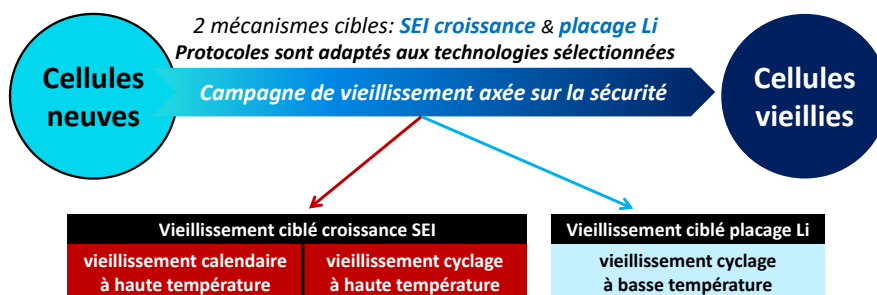 2 mécanismes cibles: SEI croissance & placage Li
Protocoles sont adaptés aux technologies sélectionnées
Cellules
neuves
Campagne de vieillissement axée sur la sécurité
Cellules
vieillies
Vieillissement ciblé croissance SEI
vieillissement calendaire
à haute température
vieillissement cyclage
à haute température
Vieillissement ciblé placage Li
vieillissement cyclage
à basse température